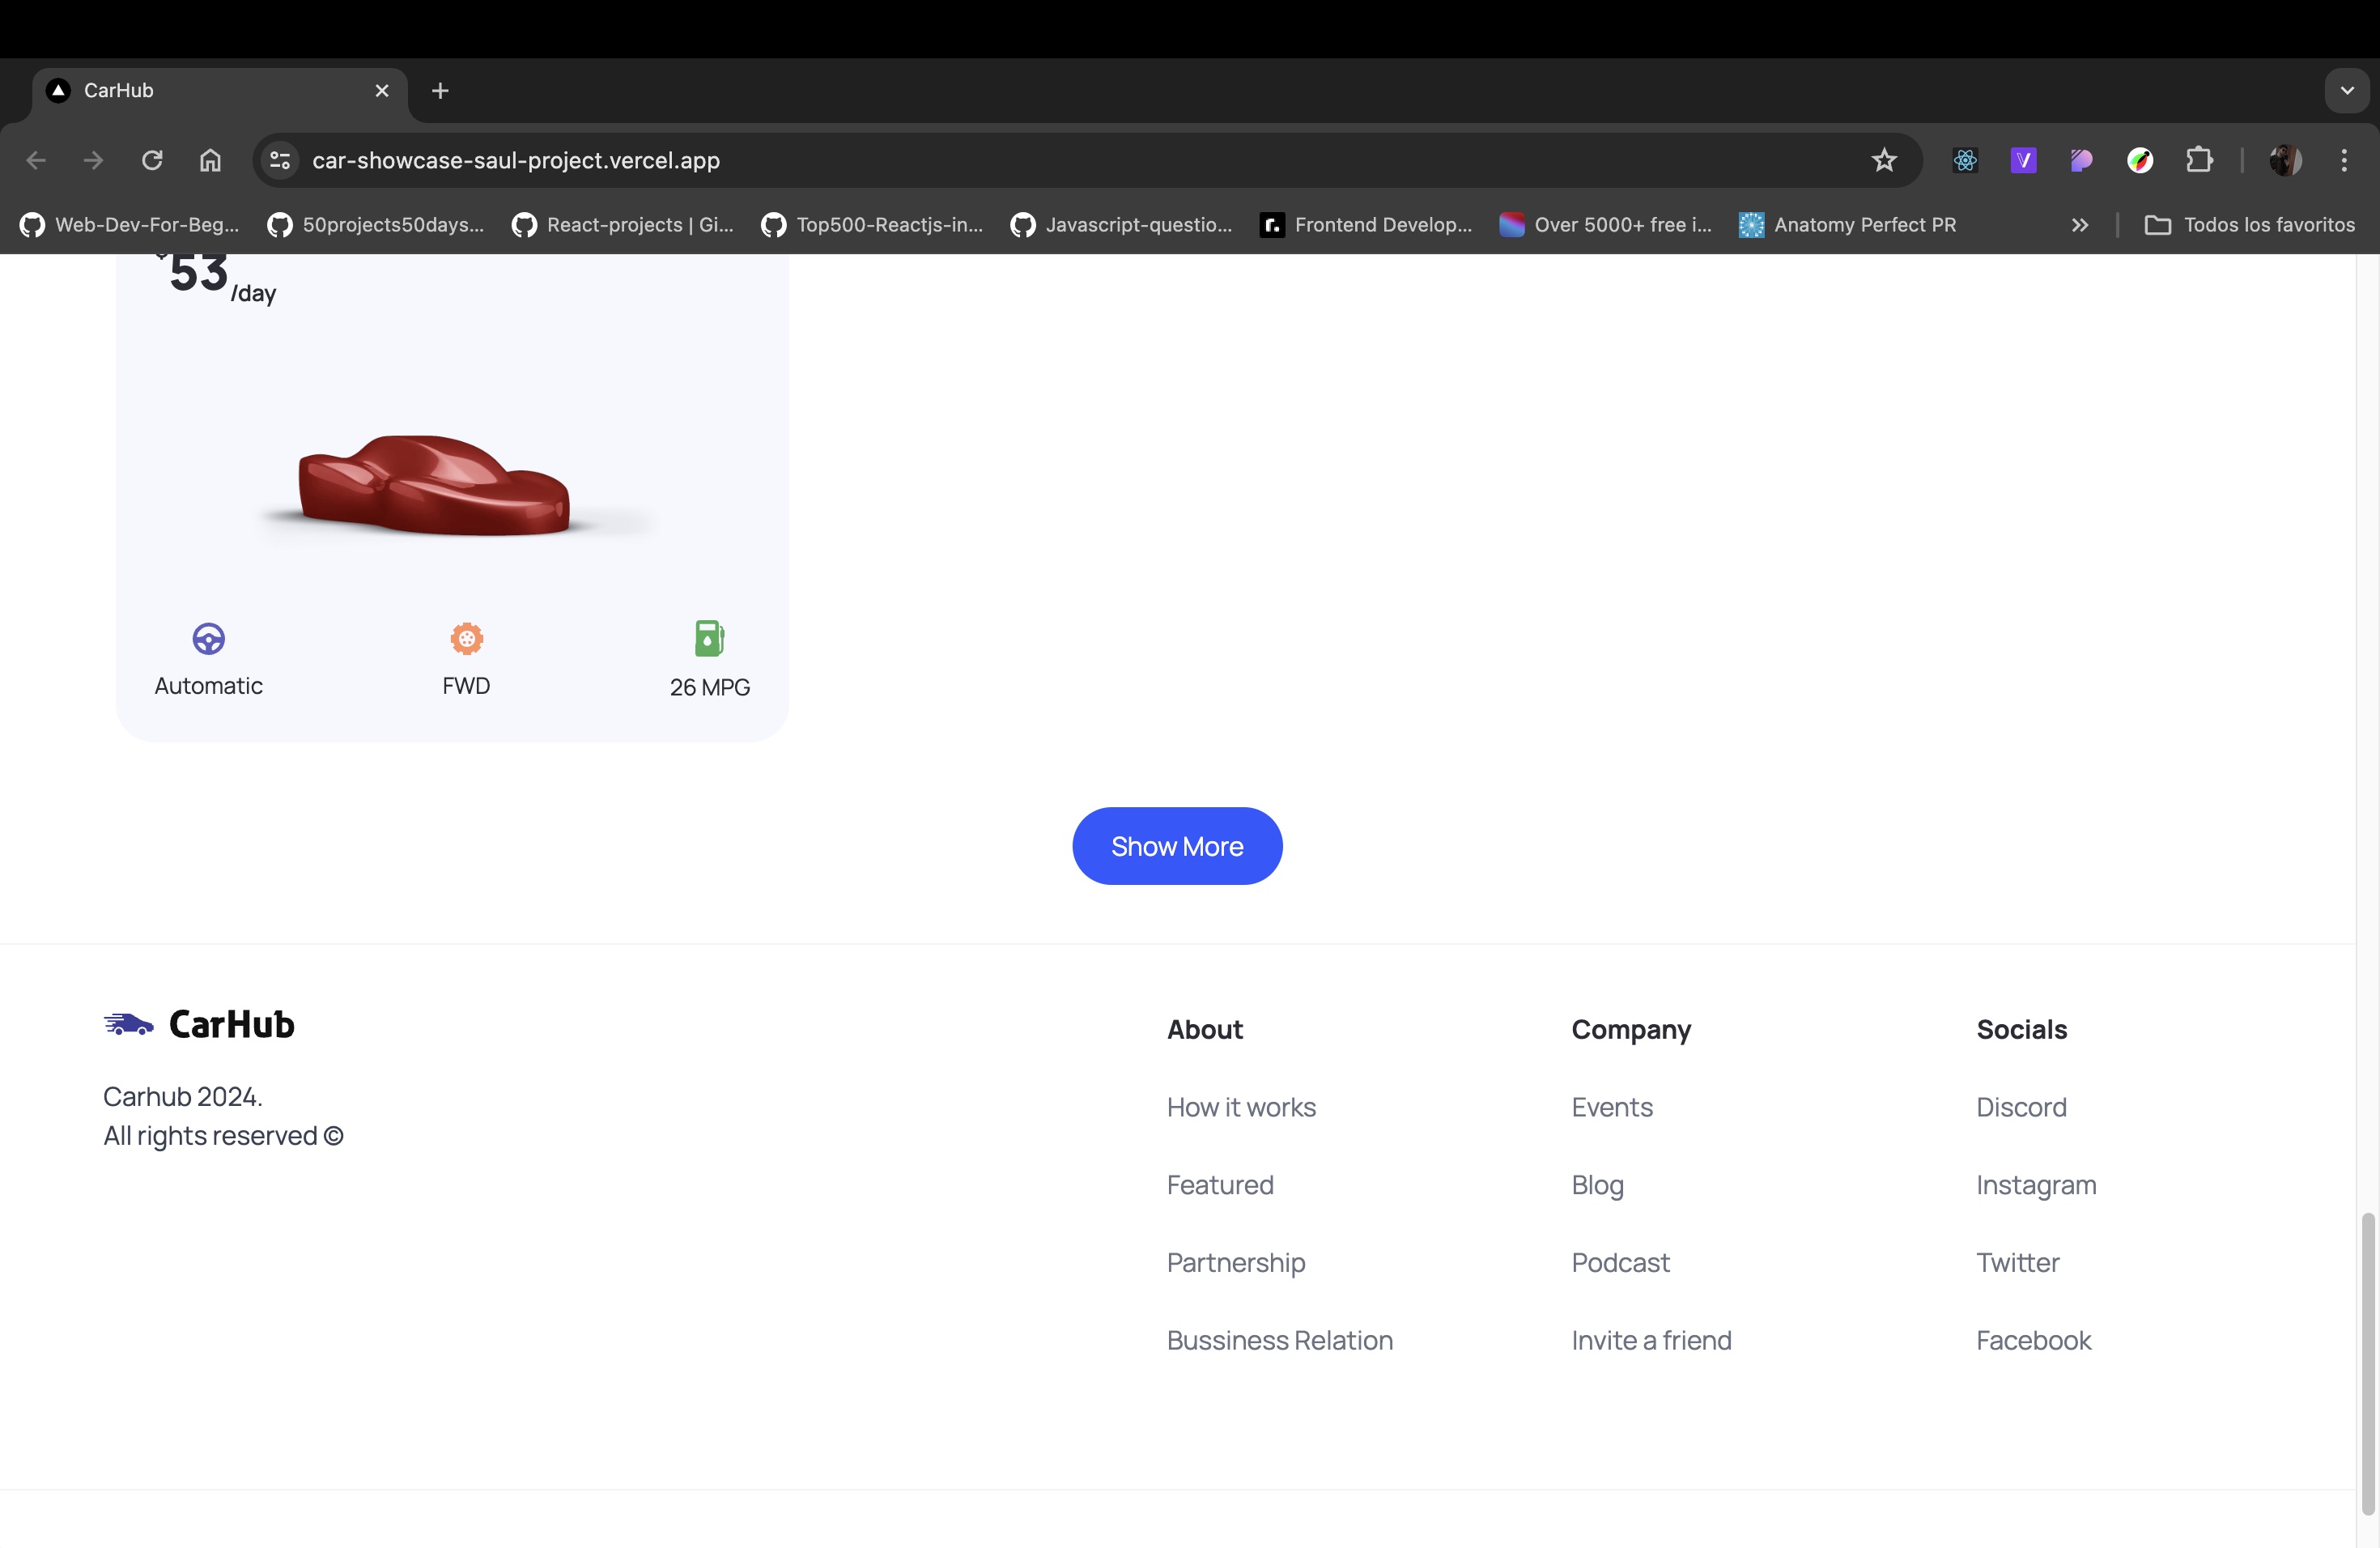 CarHub
car-showcase-saul-project.vercel.app
Web-Dev-For-Beg... 50projects50days... React-projects | Gi... Top500-Reactjs-in... Javascript-questio... Frontend Develop... Over 5000+ free i... Anatomy Perfect PR Todos los favoritos
$53/day
Automatic FWD 26 MPG
Show More
CarHub
Carhub 2024.
All rights reserved ©
About
How it works
Featured
Partnership
Bussiness Relation
Company
Events
Blog
Podcast
Invite a friend
Socials
Discord
Instagram
Twitter
Facebook